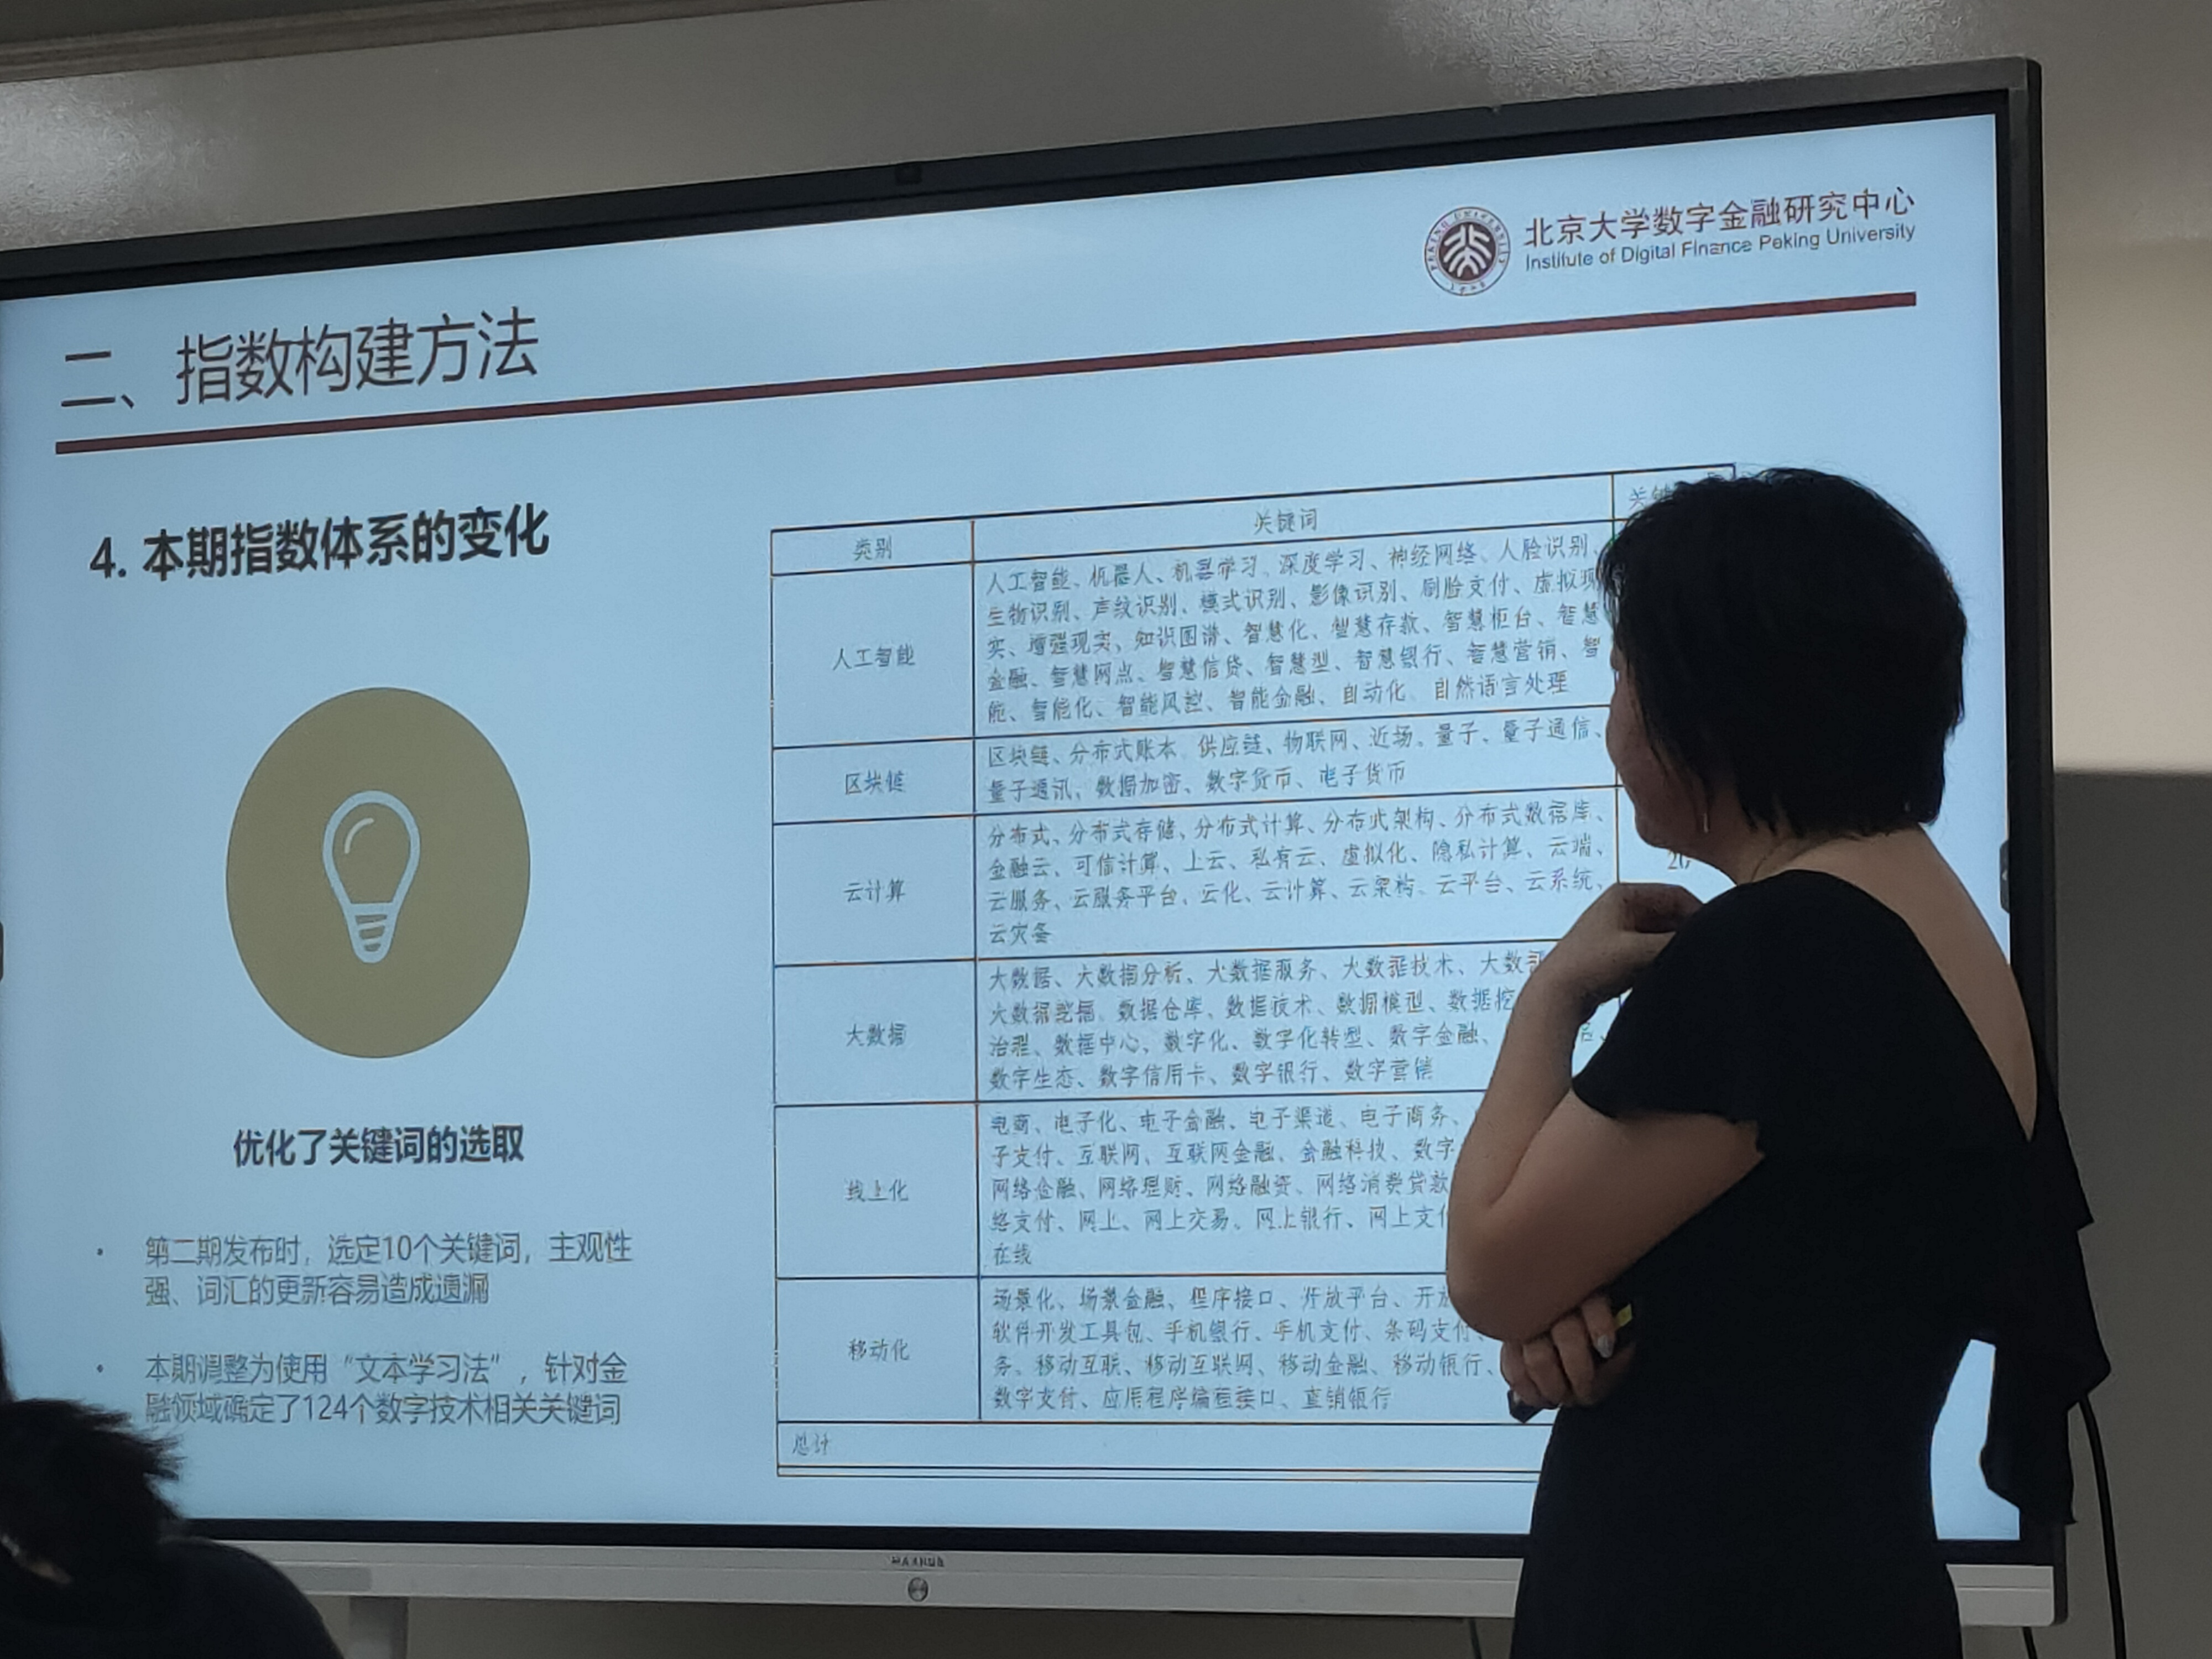 北京大学数字金融研究中心
Institute of Digital Finance Peking University
二、指数构建方法
4. 本期指数体系的变化
优化了关键词的选取
· 第二期发布时，选定10个关键词，主观性
强、词汇的更新容易造成遗漏
· 本期调整为使用“文本学习法”，针对金
融领域确定了124个数字技术相关关键词
类别 关键词 关键
人工智能
人工智能、机器人、机器学习、深度学习、神经网络、人脸识别、
生物识别、声纹识别、模式识别、影像识别、刷脸支付、虚拟现
实、增强现实、知识图谱、智慧化、智慧存款、智慧柜台、智慧
金融、智慧网点、智慧信贷、智慧型、智慧银行、智慧营销、智
能、智能化、智能风控、智能金融、自动化、自然语言处理
区块链
区块链、分布式账本、供应链、物联网、近场、量子、量子通信、
量子通讯、数据加密、数字货币、电子货币
云计算
分布式、分布式存储、分布式计算、分布式架构、分布式数据库、
金融云、可信计算、上云、私有云、虚拟化、隐私计算、云端、
云服务、云服务平台、云化、云计算、云架构、云平台、云系统、
云灾备
大数据
大数据、大数据分析、大数据服务、大数据技术、大数
大数据挖掘、数据仓库、数据技术、数据模型、数据挖
治理、数据中心、数字化、数字化转型、数字金融、
数字生态、数字信用卡、数字银行、数字营销
线上化
电商、电子化、电子金融、电子渠道、电子商务、
子支付、互联网、互联网金融、金融科技、数字
网络金融、网络理财、网络融资、网络消费贷款
络支付、网上、网上交易、网上银行、网上支付
在线
移动化
场景化、场景金融、程序接口、开放平台、开放
软件开发工具包、手机银行、手机支付、条码支付、
务、移动互联、移动互联网、移动金融、移动银行、
数字支付、应用程序编程接口、直销银行
总计
MAXHUB